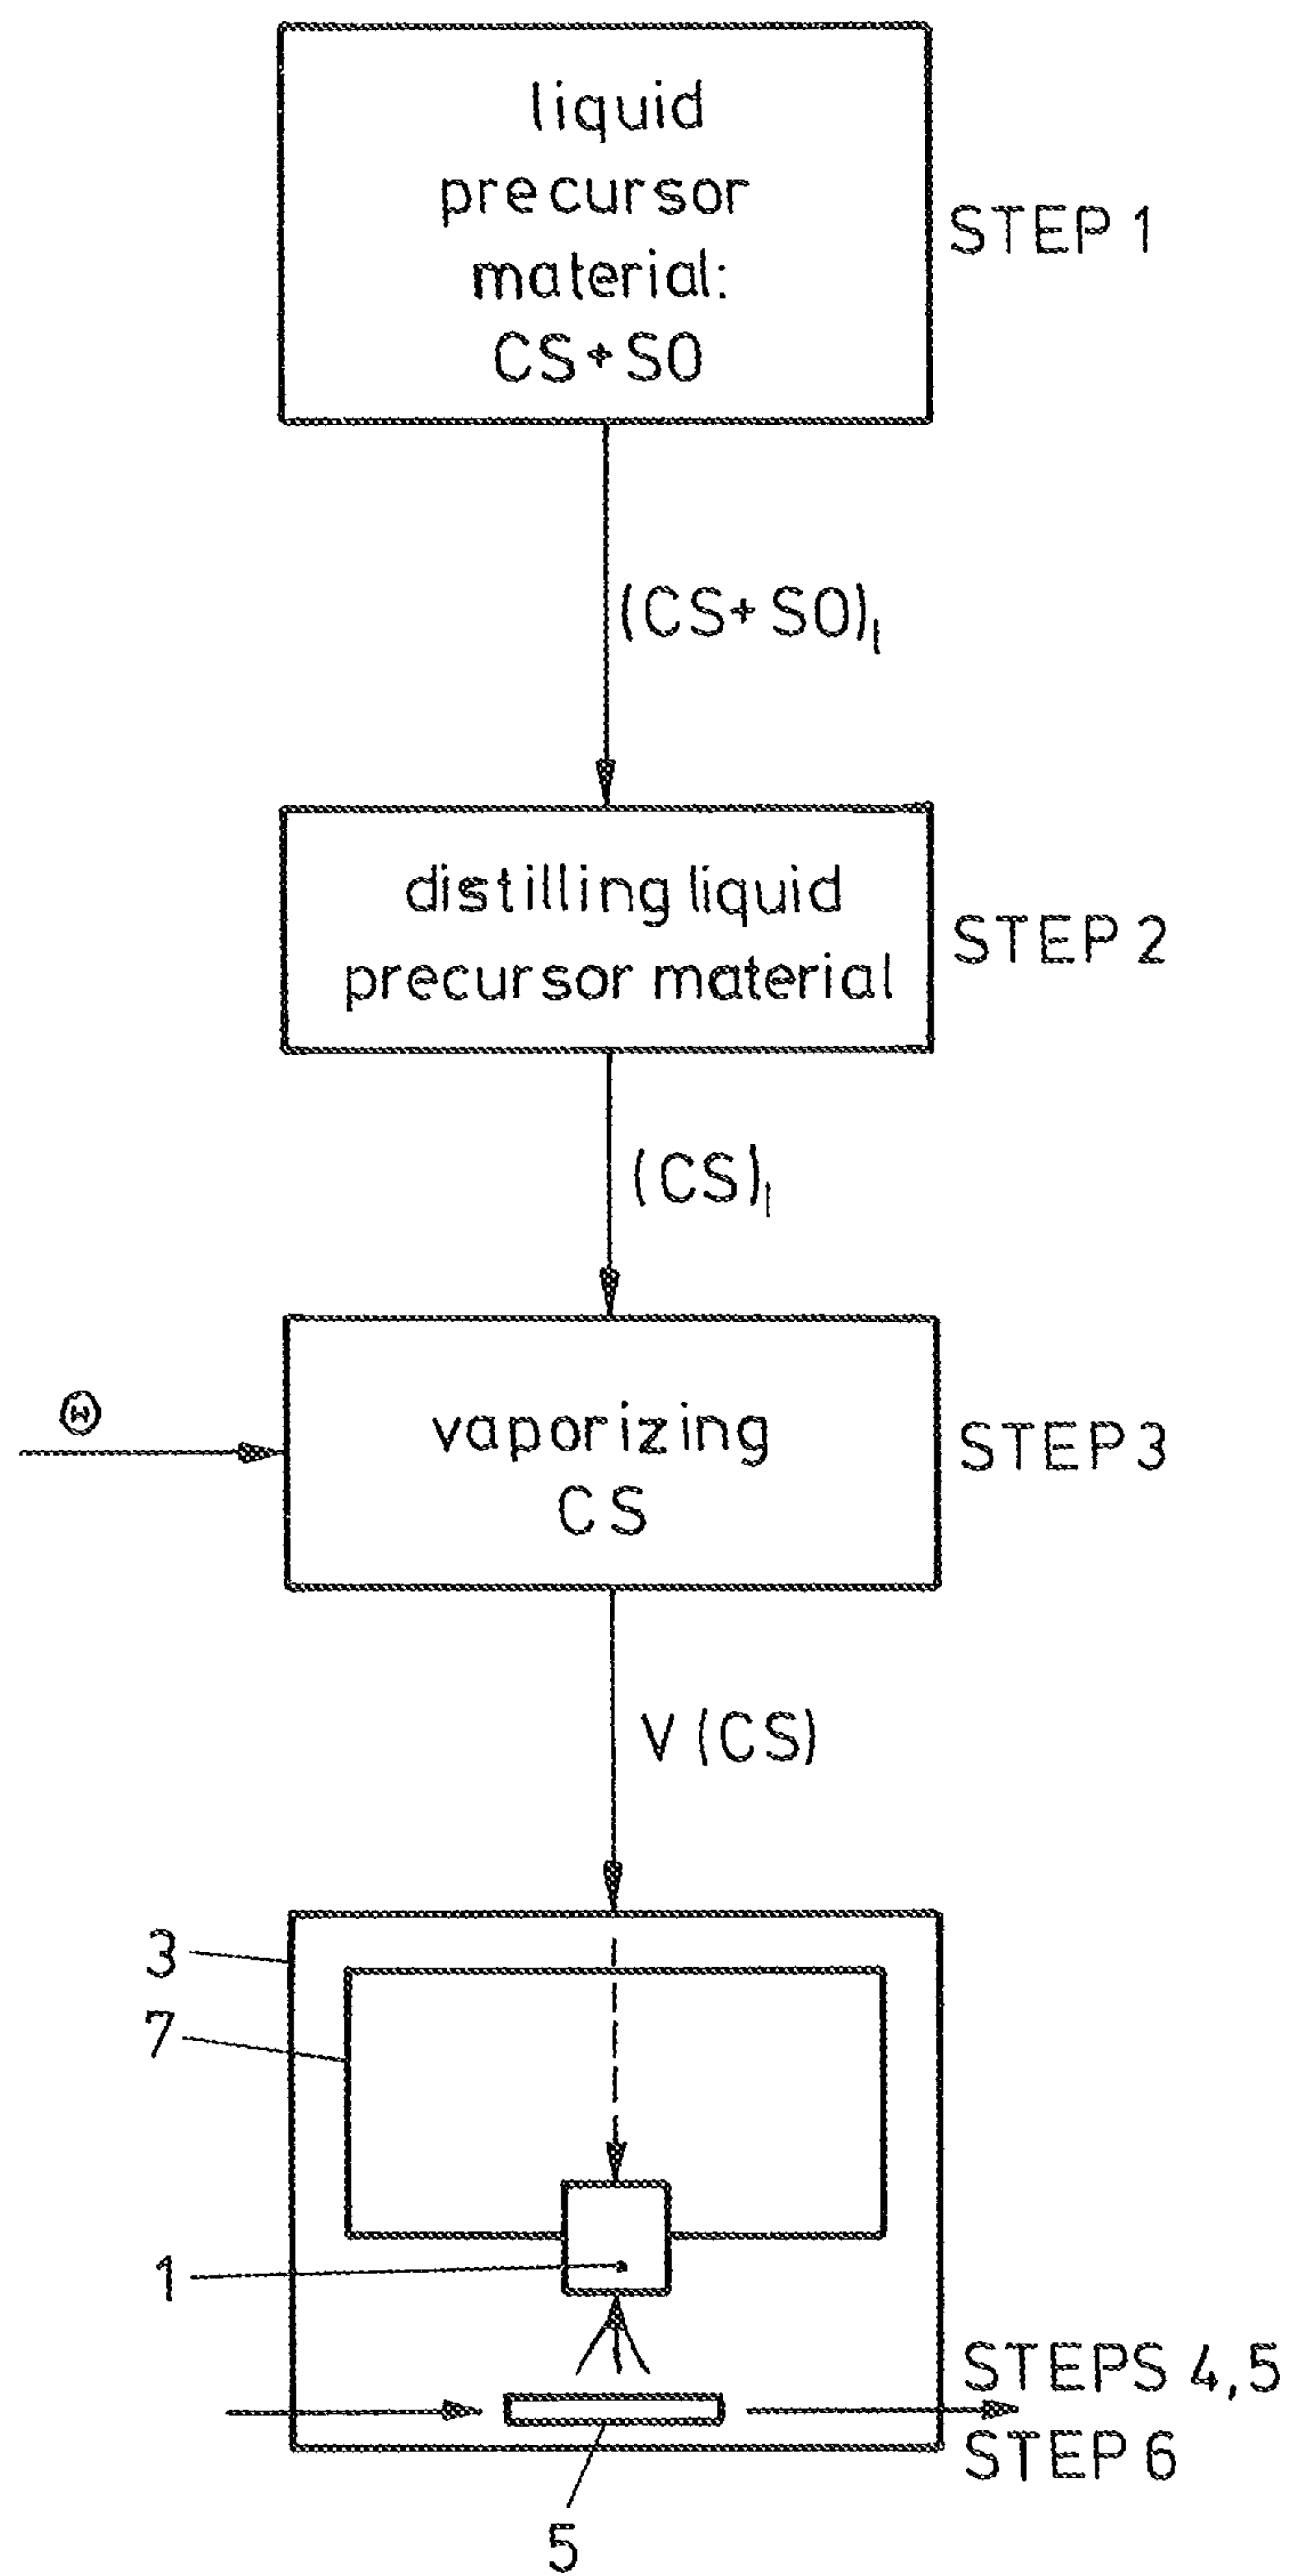 liquid
precursor
material:
CS+SO
STEP 1
(CS+SO)l
distilling liquid
precursor material
STEP 2
(CS)l
Θ
vaporizing
CS
STEP 3
V (CS)
3
7
1
STEPS 4,5
STEP 6
5